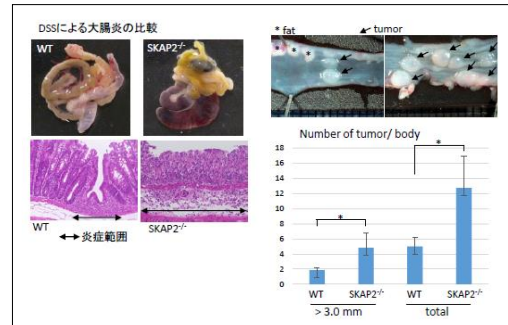 DSSによる大腸炎の比較
WT
SKAP2-/-
WT
SKAP2-/-
炎症範囲
* fat
tumor
* * *
Number of tumor/ body
18
16
14
12
10
8
6
4
2
0
*
*
WT
SKAP2-/-
WT
SKAP2-/-
> 3.0 mm
total